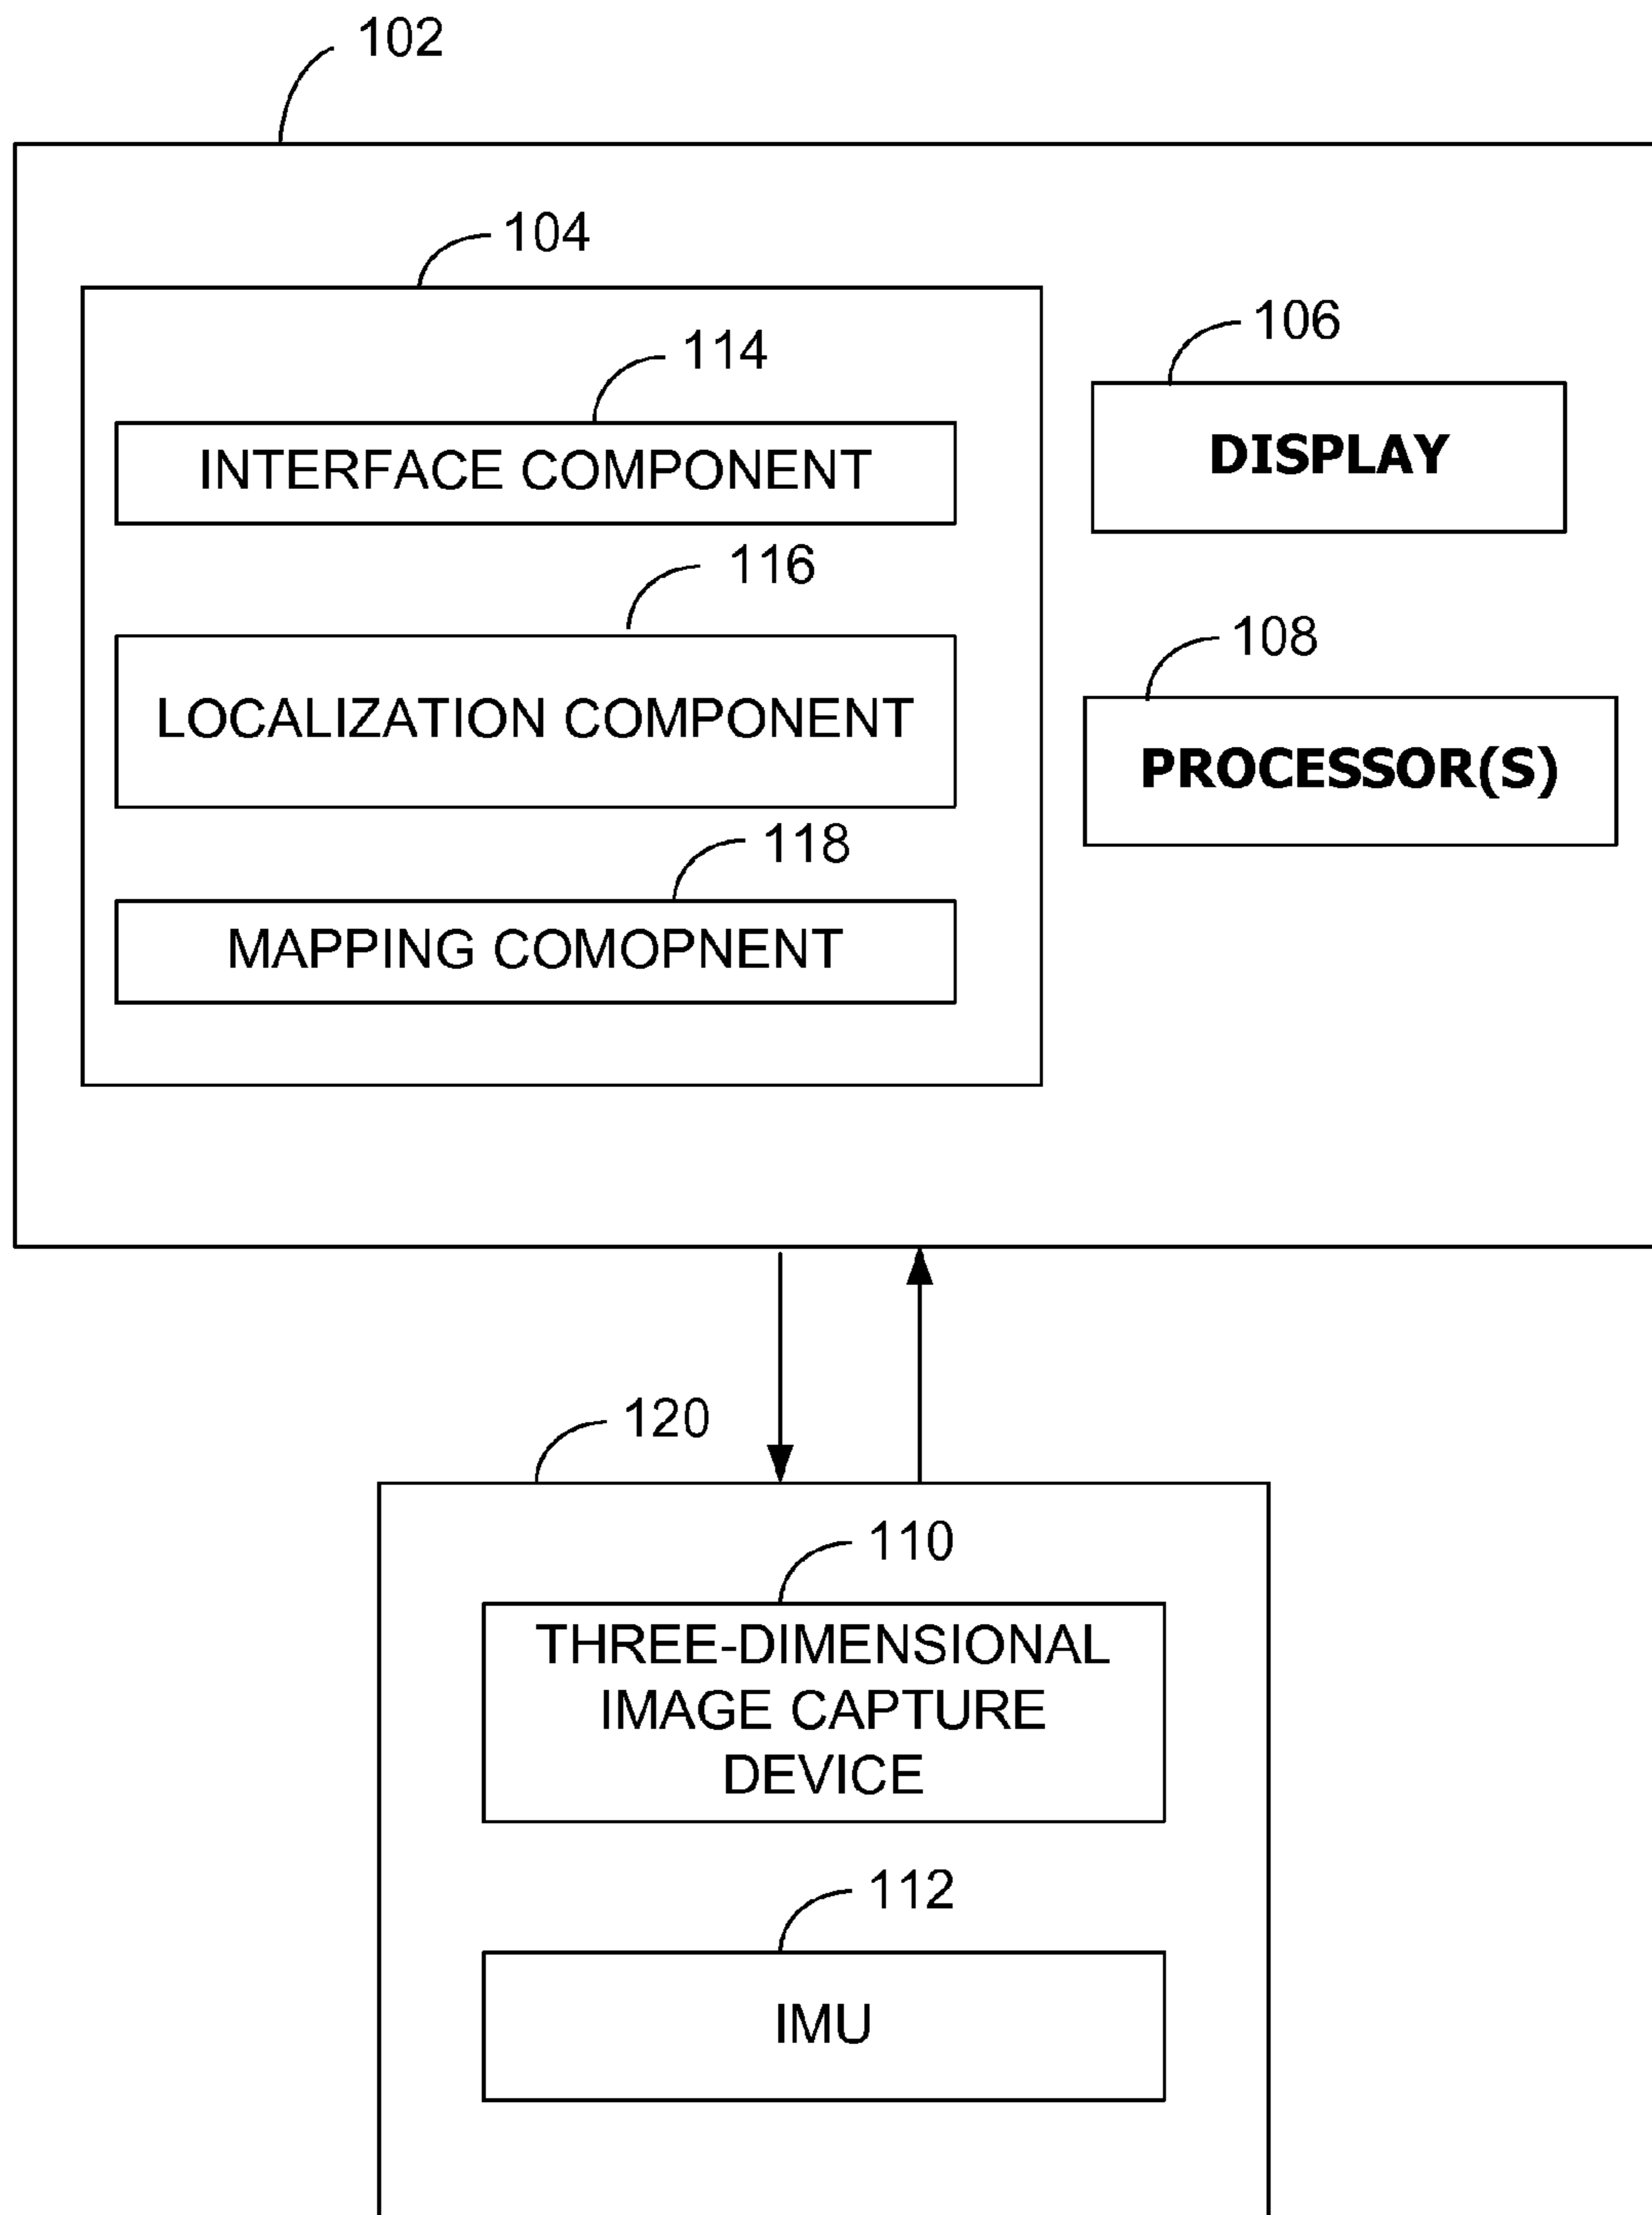 102
104
106
114
DISPLAY
INTERFACE COMPONENT
116
108
LOCALIZATION COMPONENT
PROCESSOR(S)
118
MAPPING COMOPNENT
120
110
THREE-DIMENSIONAL
IMAGE CAPTURE
DEVICE
112
IMU